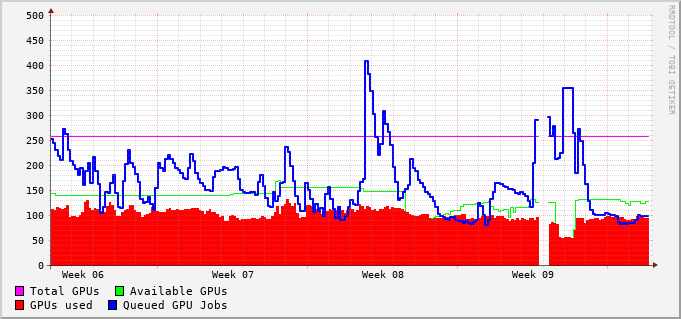 500
450
400
350
300
250
200
150
100
50
0
Week 06 Week 07 Week 08 Week 09
Total GPUs Available GPUs
GPUs used Queued GPU Jobs
RRDTOOL / TOBI OETIKER